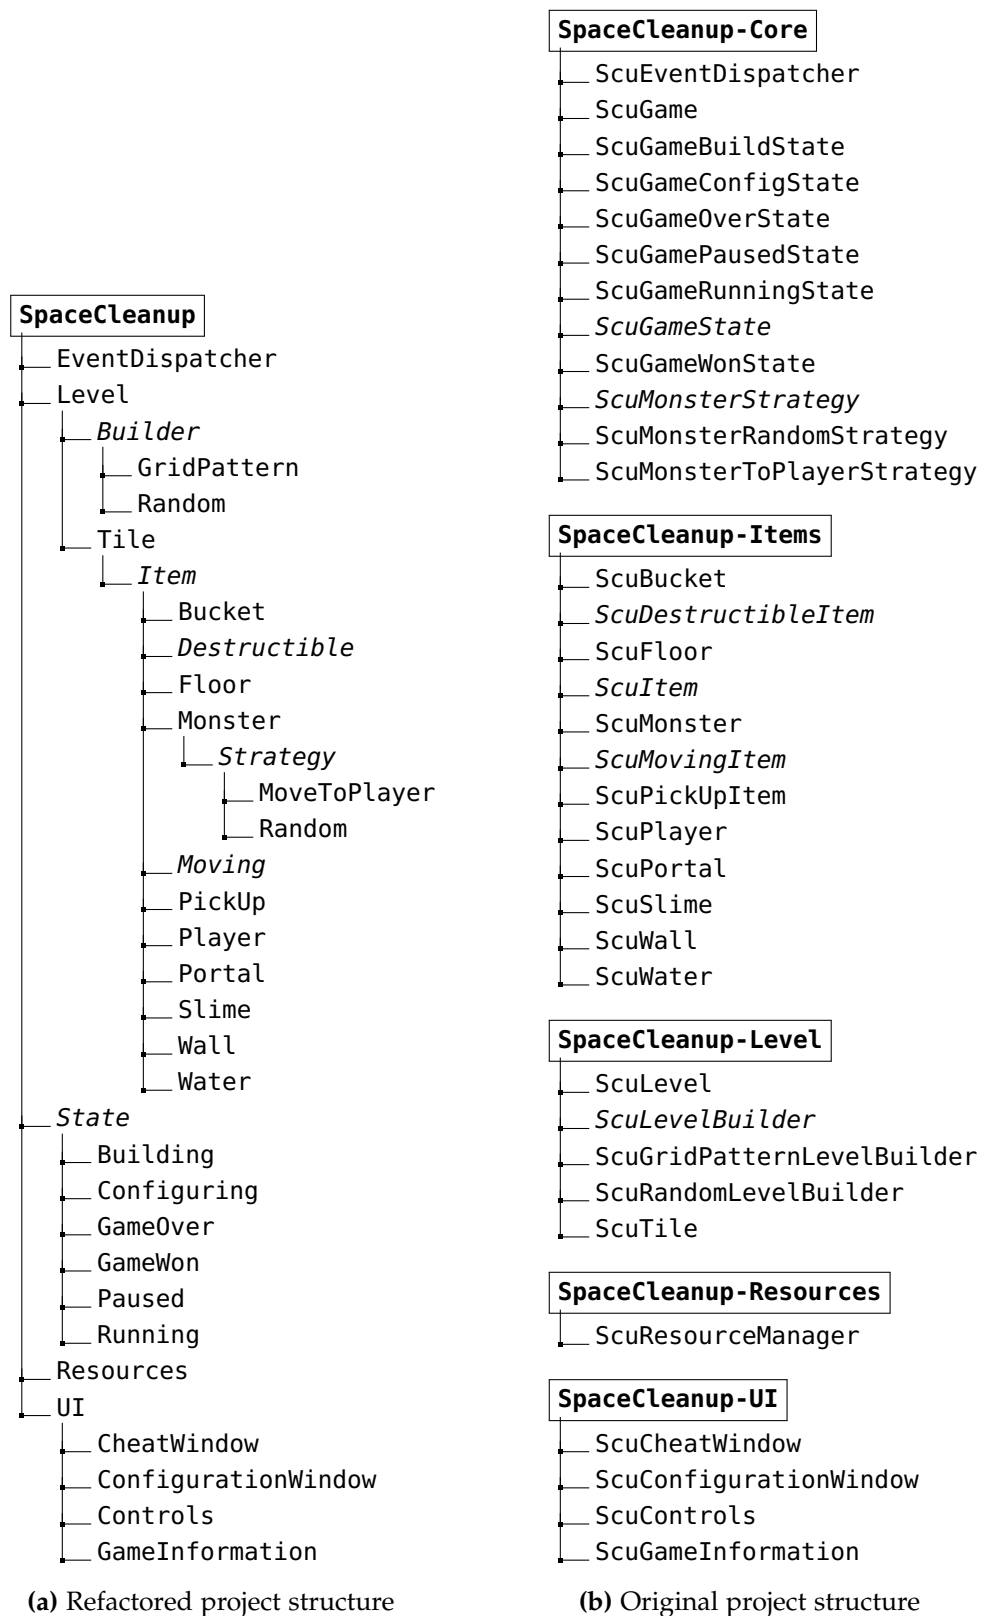 SpaceCleanup
EventDispatcher
Level
Builder
GridPattern
Random
Tile
Item
Bucket
Destructible
Floor
Monster
Strategy
MoveToPlayer
Random
Moving
PickUp
Player
Portal
Slime
Wall
Water
State
Building
Configuring
GameOver
GameWon
Paused
Running
Resources
UI
CheatWindow
ConfigurationWindow
Controls
GameInformation
(a) Refactored project structure
SpaceCleanup-Core
ScuEventDispatcher
ScuGame
ScuGameBuildState
ScuGameConfigState
ScuGameOverState
ScuGamePausedState
ScuGameRunningState
ScuGameState
ScuGameWonState
ScuMonsterStrategy
ScuMonsterRandomStrategy
ScuMonsterToPlayerStrategy
SpaceCleanup-Items
ScuBucket
ScuDestructibleItem
ScuFloor
ScuItem
ScuMonster
ScuMovingItem
ScuPickUpItem
ScuPlayer
ScuPortal
ScuSlime
ScuWall
ScuWater
SpaceCleanup-Level
ScuLevel
ScuLevelBuilder
ScuGridPatternLevelBuilder
ScuRandomLevelBuilder
ScuTile
SpaceCleanup-Resources
ScuResourceManager
SpaceCleanup-UI
ScuCheatWindow
ScuConfigurationWindow
ScuControls
ScuGameInformation
(b) Original project structure